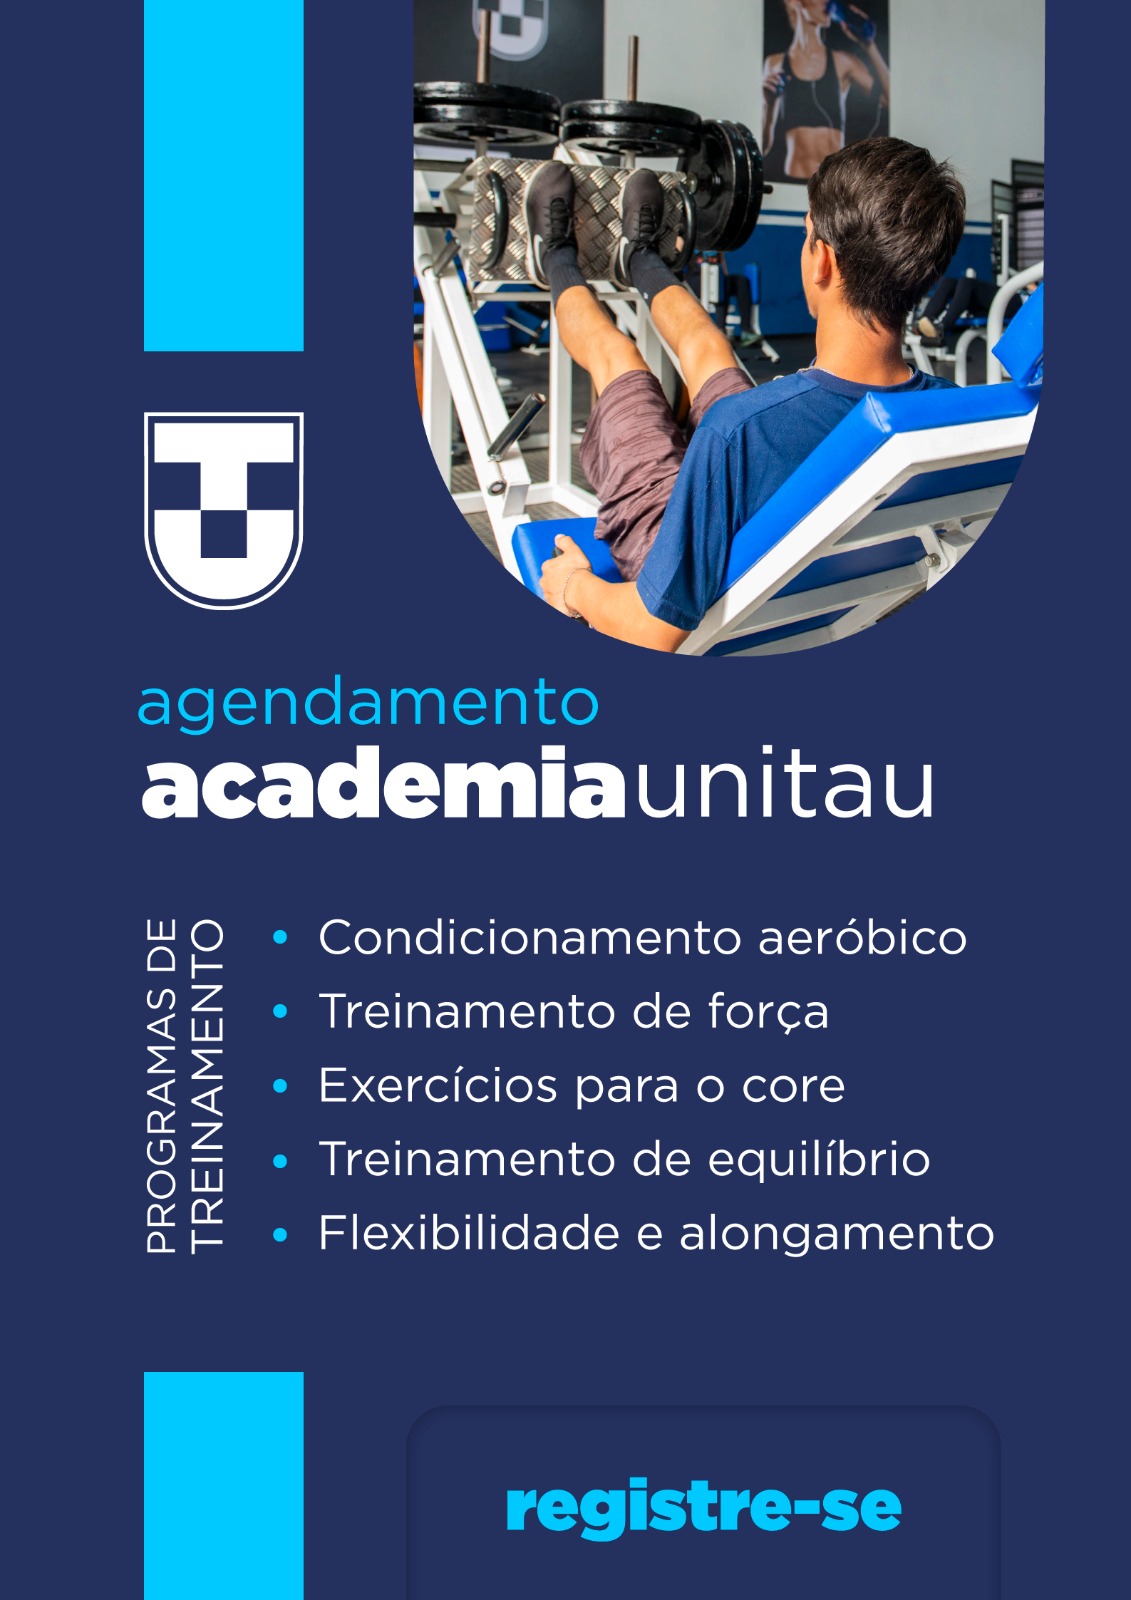 agendamento
academiaunitau
PROGRAMAS DE
TREINAMENTO
• Condicionamento aeróbico
• Treinamento de força
• Exercícios para o core
• Treinamento de equilíbrio
• Flexibilidade e alongamento
registre-se